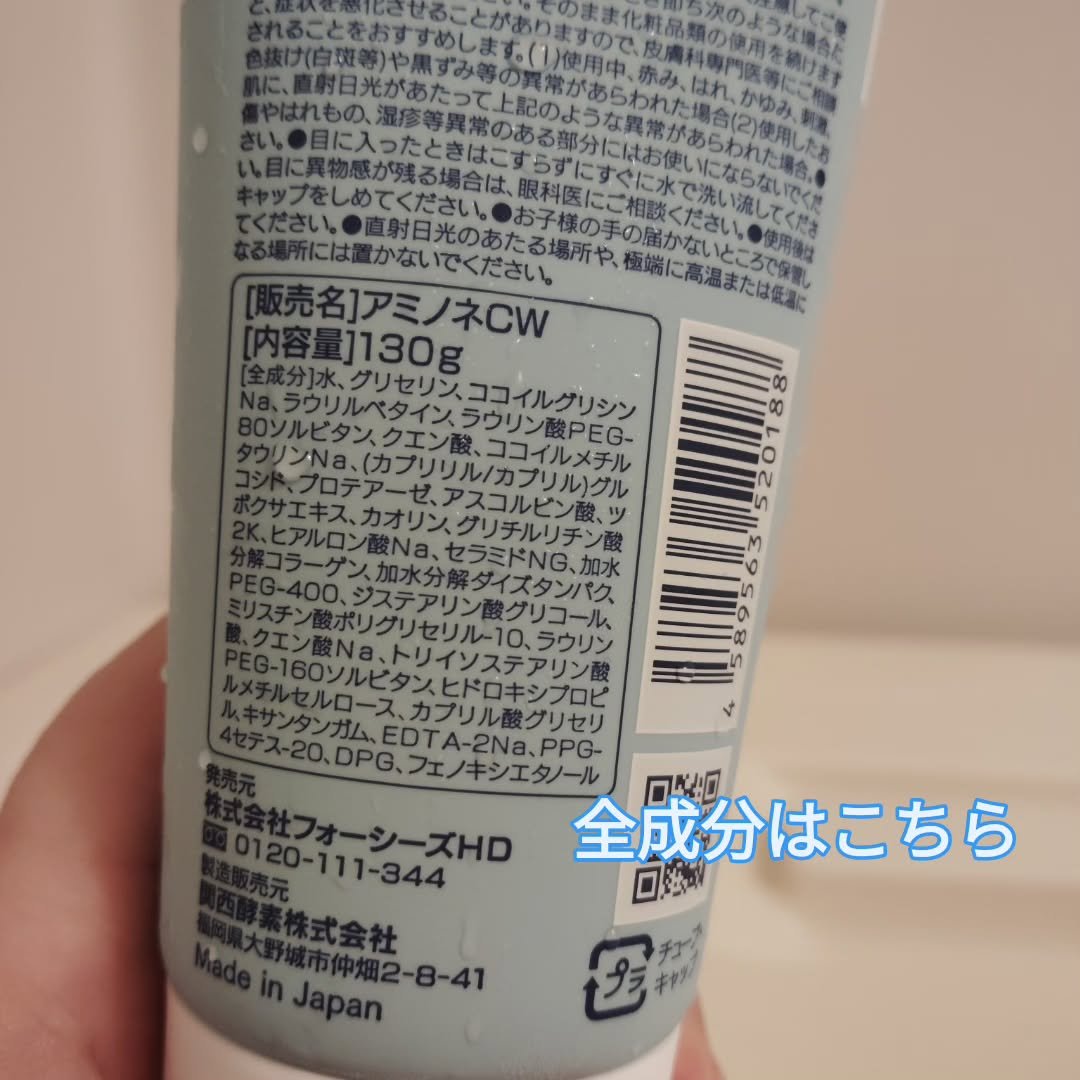 と、症状を悪化させることがありますので、皮膚科専門医等にご相談
されることをおすすめします。(1)使用中、赤み、はれ、かゆみ、刺激、
色抜け(白斑等)や黒ずみ等の異常があらわれた場合(2)使用したお
肌に、直射日光があたって上記のような異常があらわれた場合。●
傷やはれもの、湿疹等異常のある部分にはお使いにならないでくだ
さい。●目に入ったときはこすらずにすぐに水で洗い流してくださ
い。目に異物感が残る場合は、眼科医にご相談ください。●使用後は
キャップをしめてください。●お子様の手の届かないところで保管し
てください。●直射日光のあたる場所や、極端に高温または低温に
なる場所には置かないでください。
[販売名]アミノネCW
[内容量]130g
[全成分]水、グリセリン、ココイルグリシン
Na、ラウリルベタイン、ラウリン酸PEG-
80ソルビタン、クエン酸、ココイルメチル
タウリンNa、(カプリリル/カプリル)グル
コシド、プロテアーゼ、アスコルビン酸、ツ
ボクサエキス、カオリン、グリチルリチン酸
2K、ヒアルロン酸Na、セラミドNG、加水
分解コラーゲン、加水分解ダイズタンパク、
PEG-400、ジステアリン酸グリコール、
ミリスチン酸ポリグリセリル-10、ラウリン
酸、クエン酸Na、トリイソステアリン酸
PEG-160ソルビタン、ヒドロキシプロピ
ルメチルセルロース、カプリル酸グリセリ
ル、キサンタンガム、EDTA-2Na、PPG-
4セテス-20、DPG、フェノキシエタノール
4 589563 520188
発売元
株式会社フォーシーズHD
0120-111-344
製造販売元
関西酵素株式会社
福岡県大野城市仲畑2-8-41
Made in Japan
全成分はこちら
プラ
チューブ
キャップ